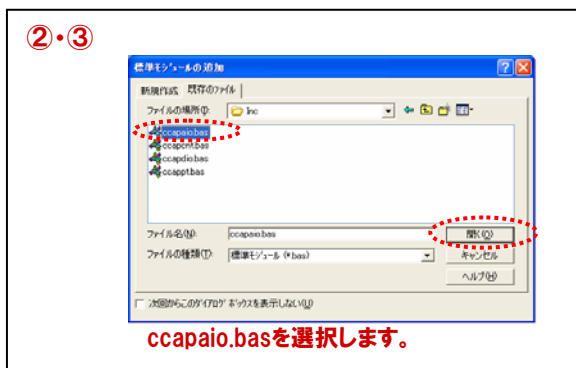 ②・③
標準モジュールの追加
新規作成 既存のファイル
ファイルの場所(I): Inc
ccapaio.bas
ccapcnt.bas
ccapdio.bas
ccappt.bas
ファイル名(N): ccapaio.bas 開く(O)
ファイルの種類(T): 標準モジュール (*.bas) キャンセル
ヘルプ(H)
次回からこのダイアログ ボックスを表示しない(U)
ccapaio.basを選択します。